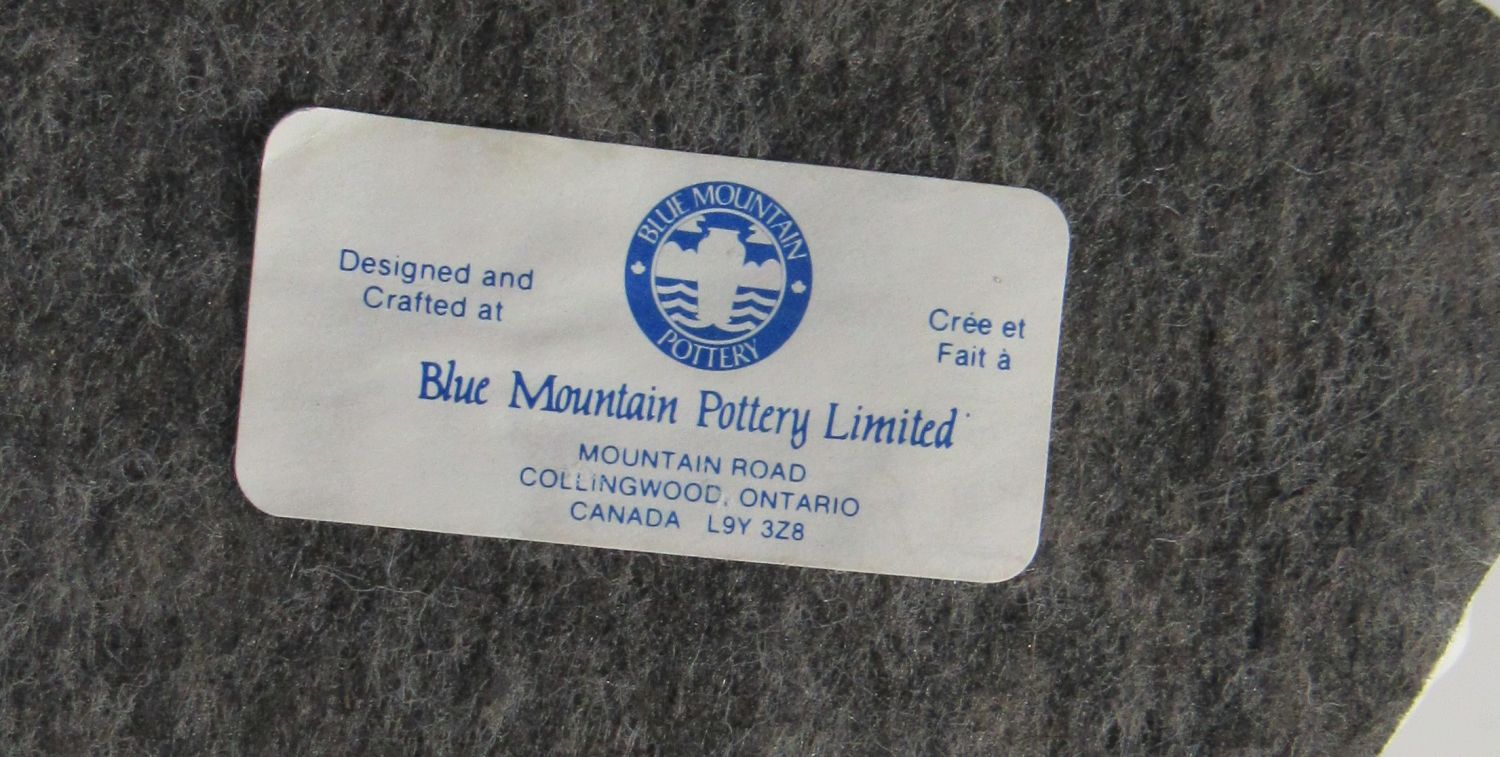 BLUE MOUNTAIN
POTTERY
Designed and
Crafted at
Crée et
Fait à
Blue Mountain Pottery Limited
MOUNTAIN ROAD
COLLINGWOOD, ONTARIO
CANADA L9Y 3Z8